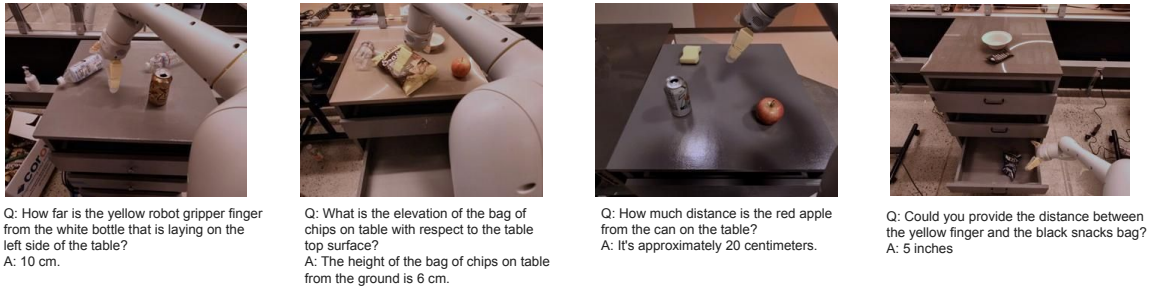 Q: How far is the yellow robot gripper finger
from the white bottle that is laying on the
left side of the table?
A: 10 cm.
Q: What is the elevation of the bag of
chips on table with respect to the table
top surface?
A: The height of the bag of chips on table
from the ground is 6 cm.
Q: How much distance is the red apple
from the can on the table?
A: It's approximately 20 centimeters.
Q: Could you provide the distance between
the yellow finger and the black snacks bag?
A: 5 inches